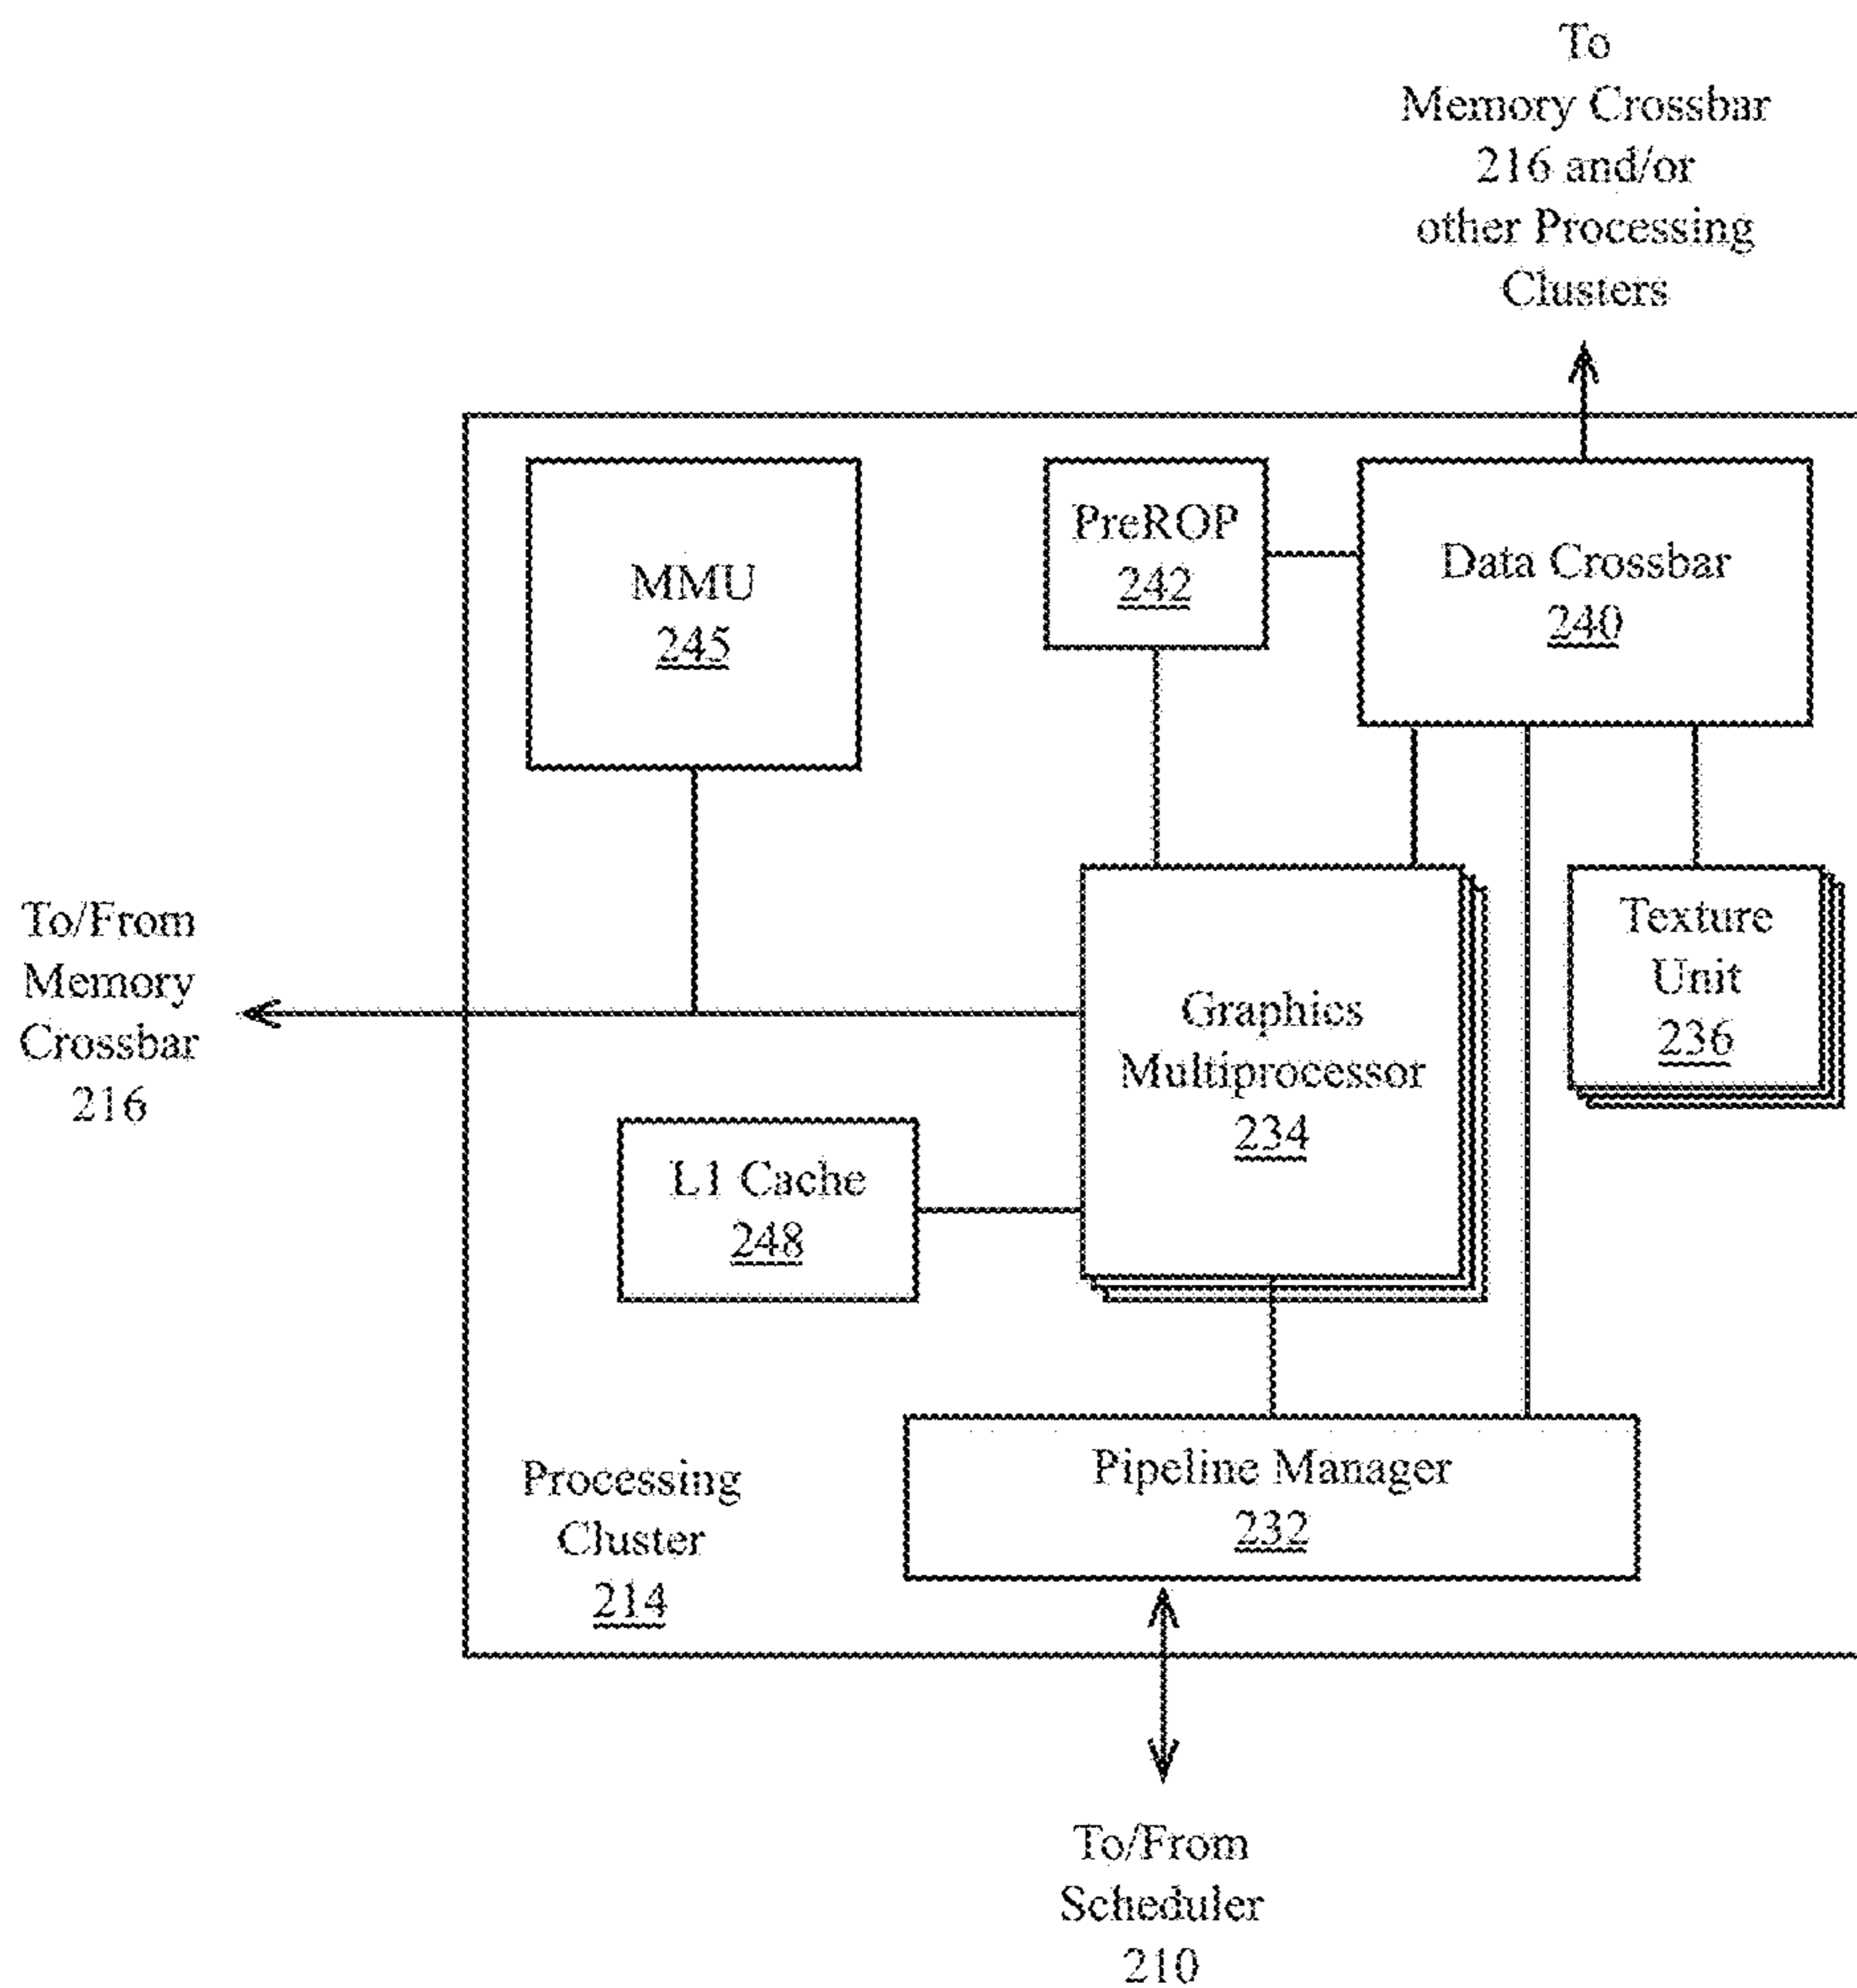 To
Memory Crossbar
216 and/or
other Processing
Clusters
MMU
245
PreROP
242
Data Crossbar
240
To/From
Memory
Crossbar
216
Graphics
Multiprocessor
234
Texture
Unit
236
L1 Cache
248
Pipeline Manager
232
Processing
Cluster
214
To/From
Scheduler
210